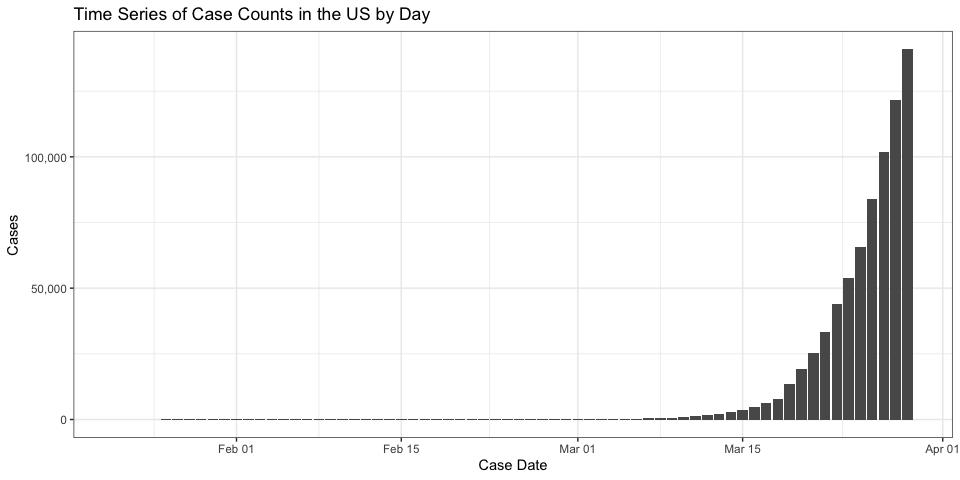 Time Series of Case Counts in the US by Day
Cases
100,000
50,000
0
Feb 01 Feb 15 Mar 01 Mar 15 Apr 01
Case Date